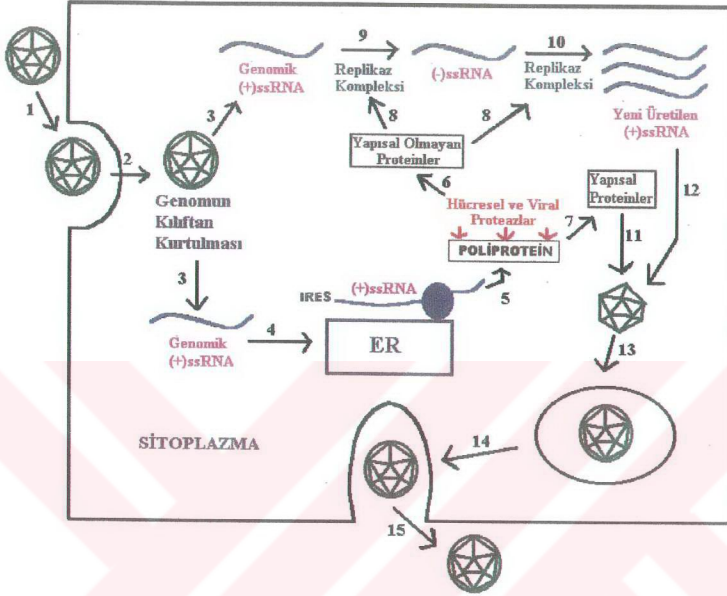 9
10
Genomik
(+)ssRNA
Replikaz
Kompleksi
(-)ssRNA
Replikaz
Kompleksi
1
3
8
8
Yeni Üretilen
(+)ssRNA
2
Yapısal Olmayan
Proteinler
Genomun
Kılıftan
Kurtulması
6
Yapısal
Proteinler
12
Hücresel ve Viral
Proteazlar
7
11
3
POLİPROTEİN
(+)ssRNA
IRES
5
4
Genomik
(+)ssRNA
ER
13
SİTOPLAZMA
14
15